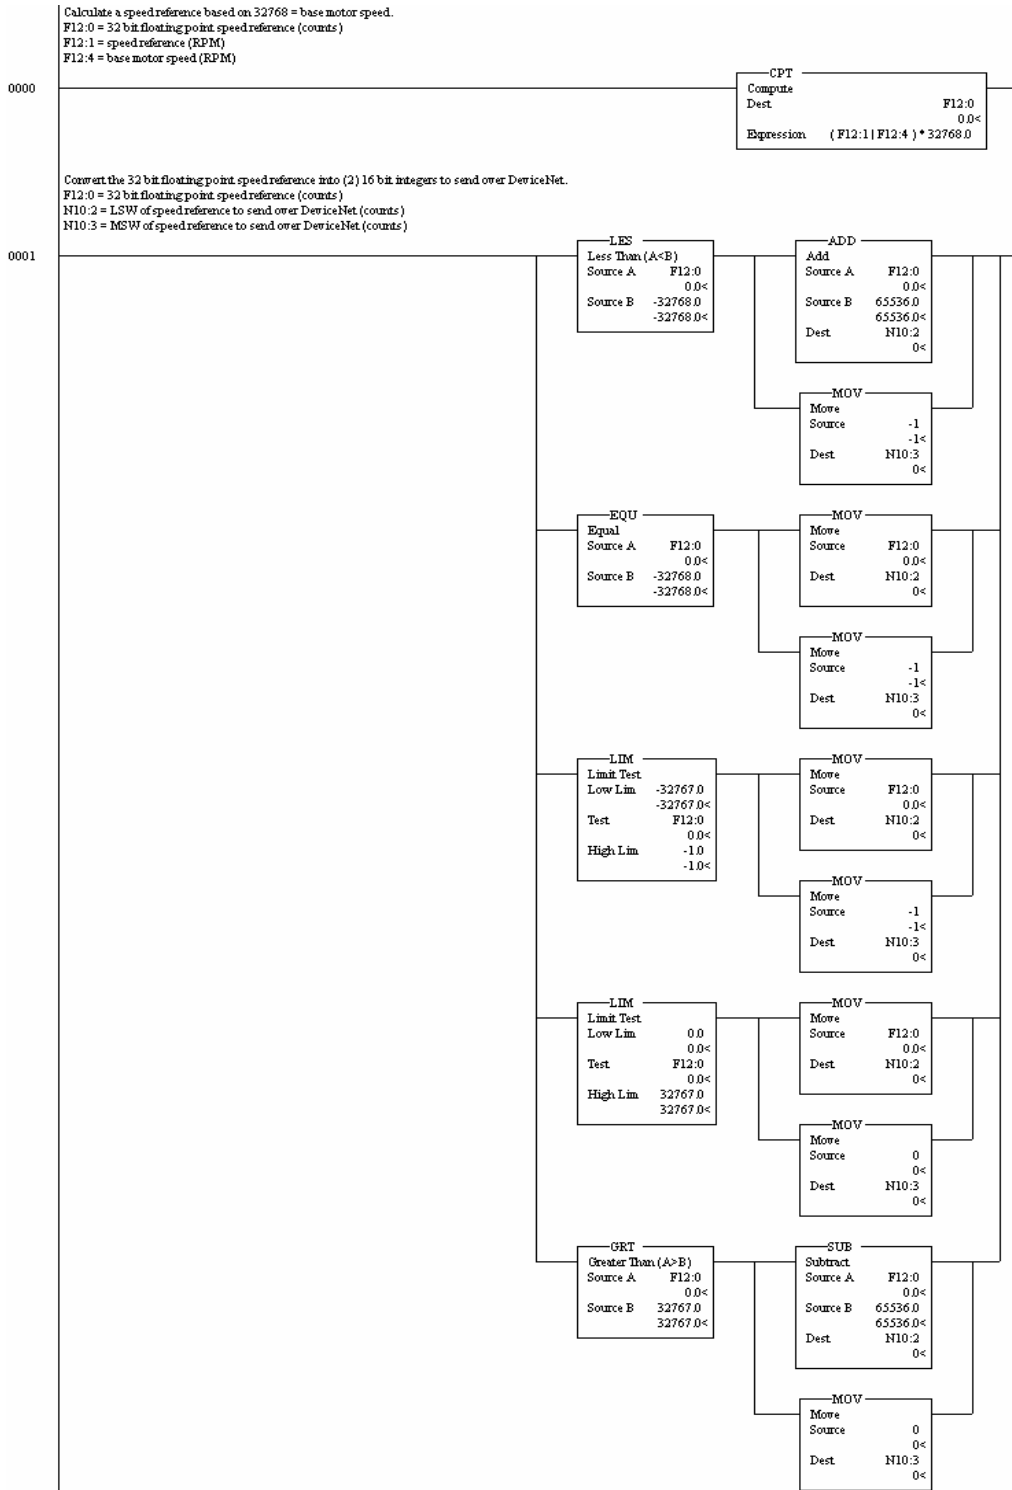 Calculate a speed reference based on 32768 = base motor speed.
F12:0 = 32 bit floating point speed reference (counts)
F12:1 = speed reference (RPM)
F12:4 = base motor speed (RPM)
0000
CPT
Compute
Dest F12:0
0.0<
Expression ( F12:1 | F12:4 ) * 32768.0
Convert the 32 bit floating point speed reference into (2) 16 bit integers to send over DeviceNet.
F12:0 = 32 bit floating point speed reference (counts)
N10:2 = LSW of speed reference to send over DeviceNet (counts)
N10:3 = MSW of speed reference to send over DeviceNet (counts)
0001
LES
Less Than (A<B)
Source A F12:0
0.0<
Source B -32768.0
-32768.0<
ADD
Add
Source A F12:0
0.0<
Source B 65536.0
65536.0<
Dest N10:2
0<
MOV
Move
Source -1
-1<
Dest N10:3
0<
EQU
Equal
Source A F12:0
0.0<
Source B -32768.0
-32768.0<
MOV
Move
Source F12:0
0.0<
Dest N10:2
0<
MOV
Move
Source -1
-1<
Dest N10:3
0<
LIM
Limit Test
Low Lim -32767.0
-32767.0<
Test F12:0
0.0<
High Lim -1.0
-1.0<
MOV
Move
Source F12:0
0.0<
Dest N10:2
0<
MOV
Move
Source -1
-1<
Dest N10:3
0<
LIM
Limit Test
Low Lim 0.0
0.0<
Test F12:0
0.0<
High Lim 32767.0
32767.0<
MOV
Move
Source F12:0
0.0<
Dest N10:2
0<
MOV
Move
Source 0
0<
Dest N10:3
0<
GRT
Greater Than (A>B)
Source A F12:0
0.0<
Source B 32767.0
32767.0<
SUB
Subtract
Source A F12:0
0.0<
Source B 65536.0
65536.0<
Dest N10:2
0<
MOV
Move
Source 0
0<
Dest N10:3
0<